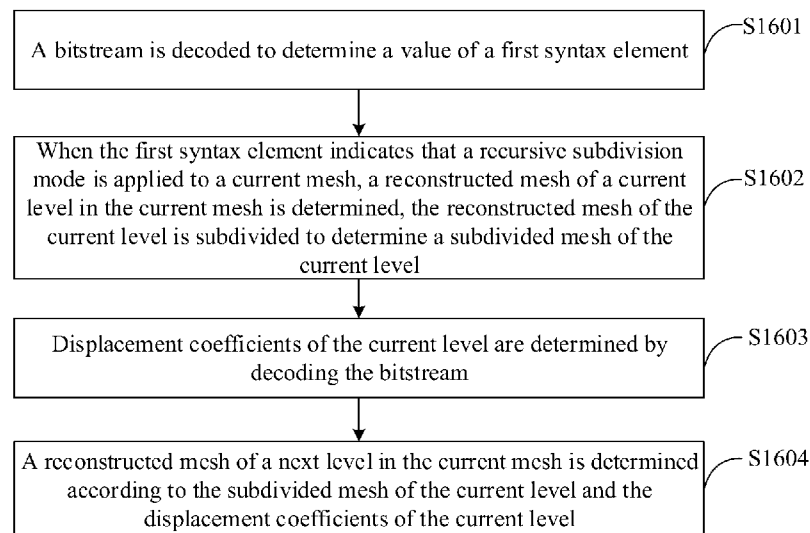 A bitstream is decoded to determine a value of a first syntax element
S1601
When the first syntax element indicates that a recursive subdivision
mode is applied to a current mesh, a reconstructed mesh of a current
level in the current mesh is determined, the reconstructed mesh of the
current level is subdivided to determine a subdivided mesh of the
current level
S1602
Displacement coefficients of the current level are determined by
decoding the bitstream
S1603
A reconstructed mesh of a next level in the current mesh is determined
according to the subdivided mesh of the current level and the
displacement coefficients of the current level
S1604